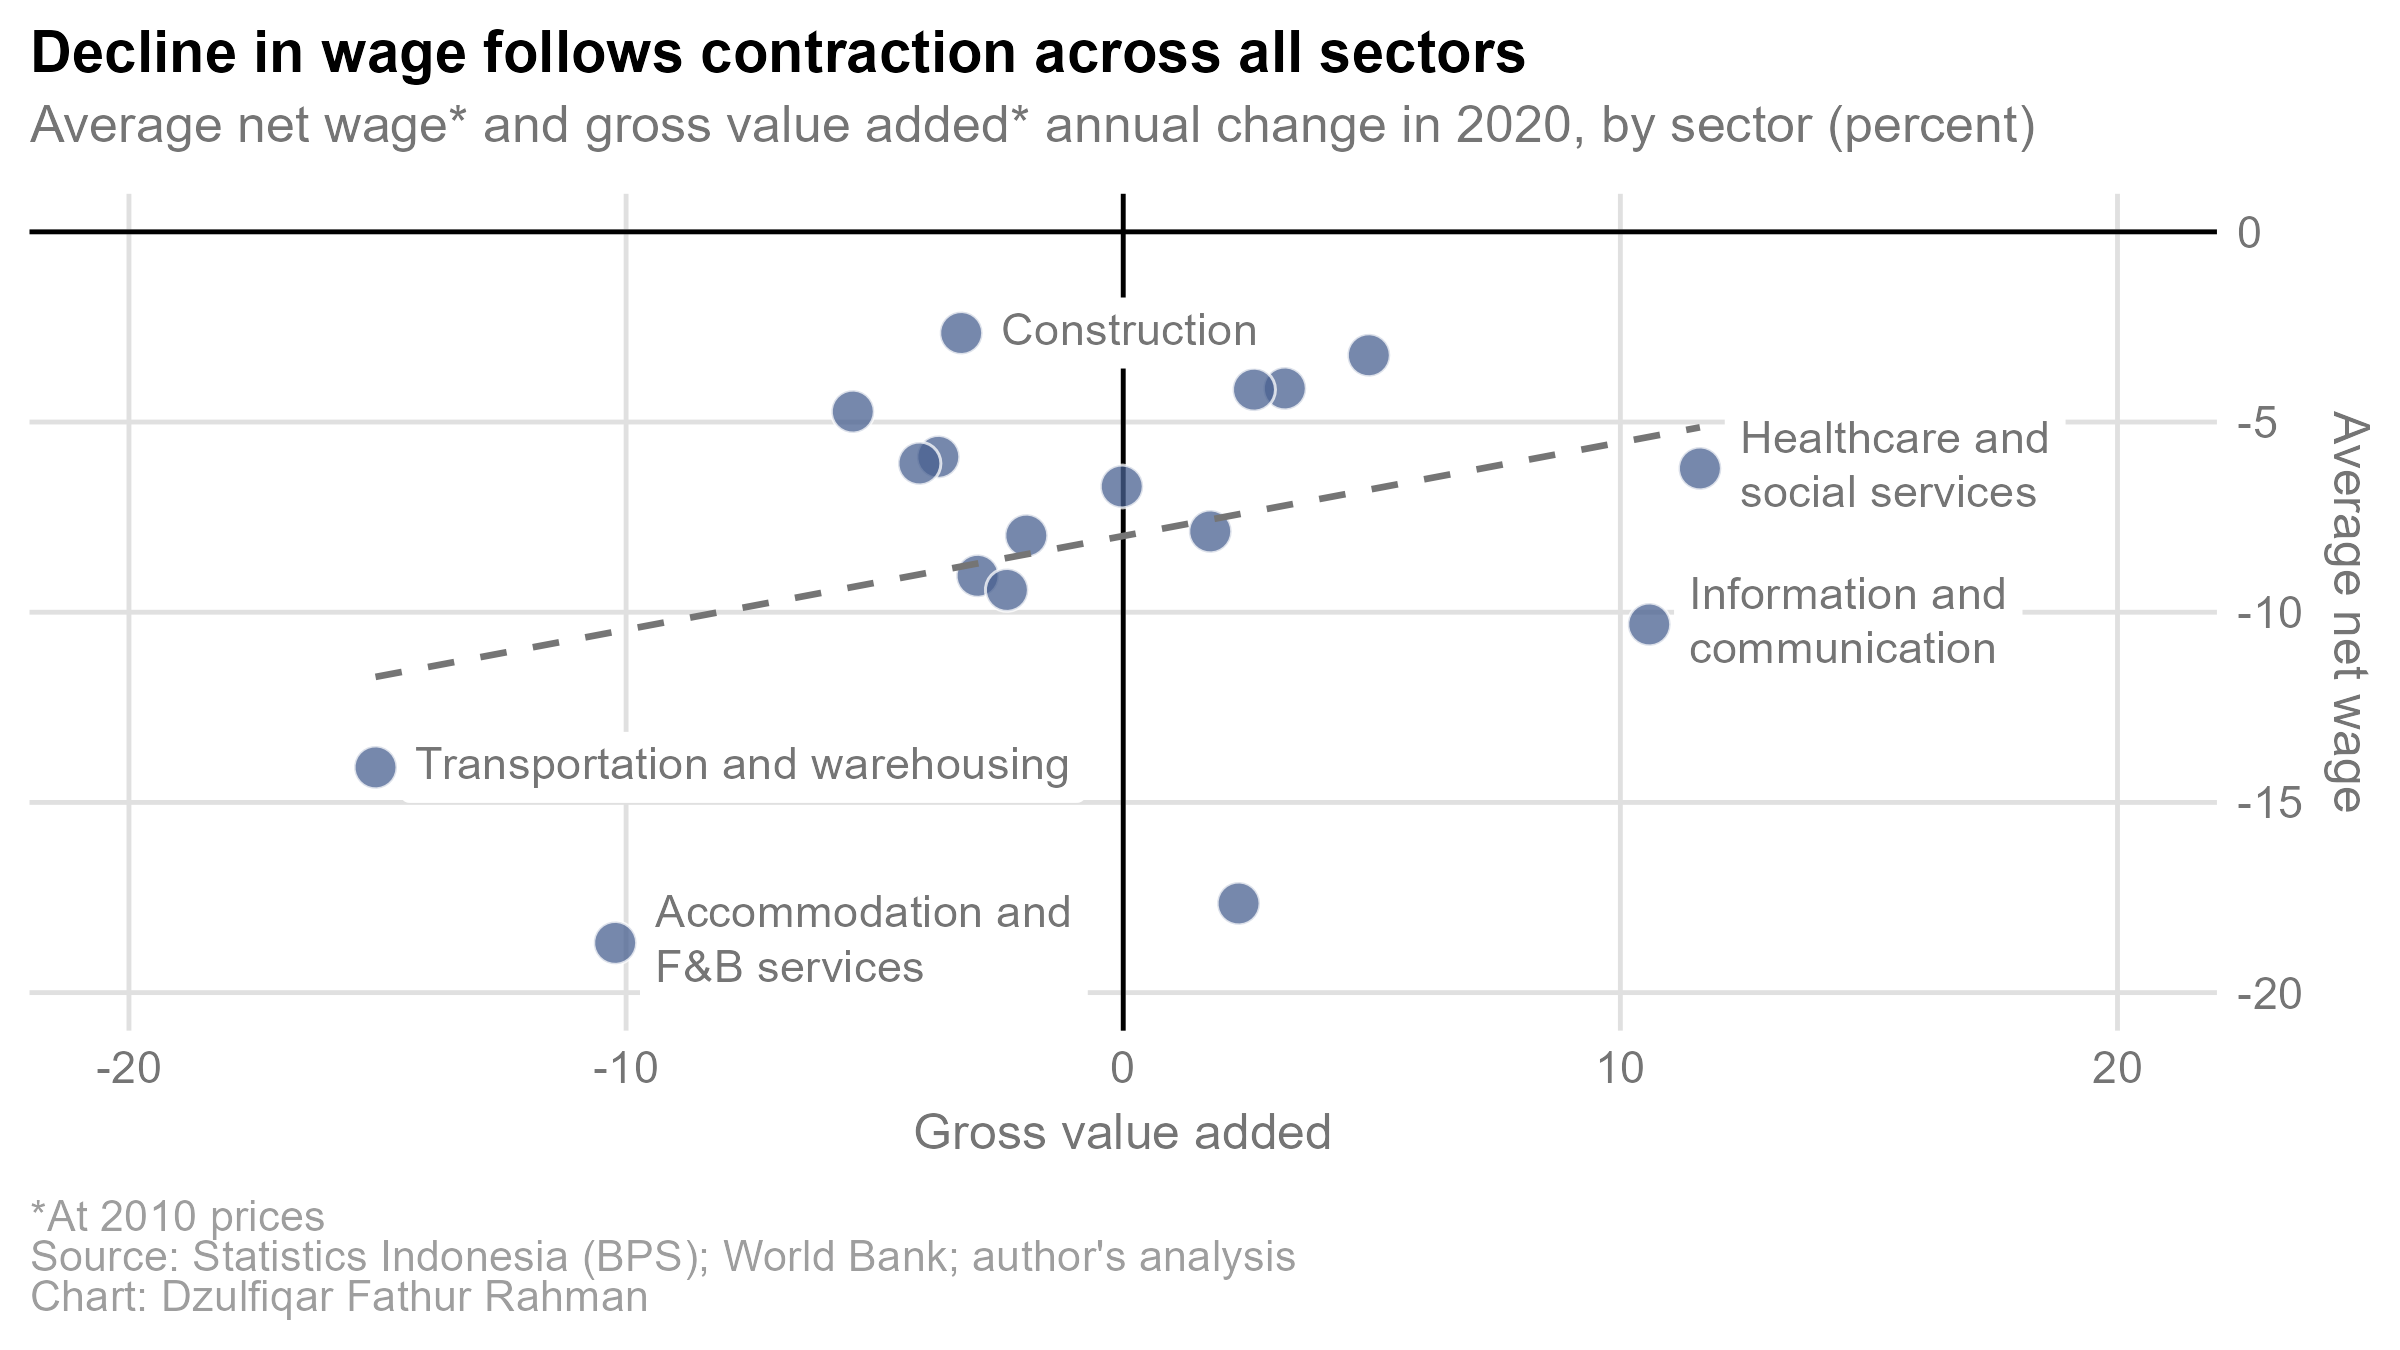 Decline in wage follows contraction across all sectors
Average net wage* and gross value added* annual change in 2020, by sector (percent)
0
Construction
-5
Healthcare and
social services
Information and
communication
-10
Average net wage
Transportation and warehousing
-15
Accommodation and
F&B services
-20
-20 -10 0 10 20
Gross value added
*At 2010 prices
Source: Statistics Indonesia (BPS); World Bank; author's analysis
Chart: Dzulfiqar Fathur Rahman